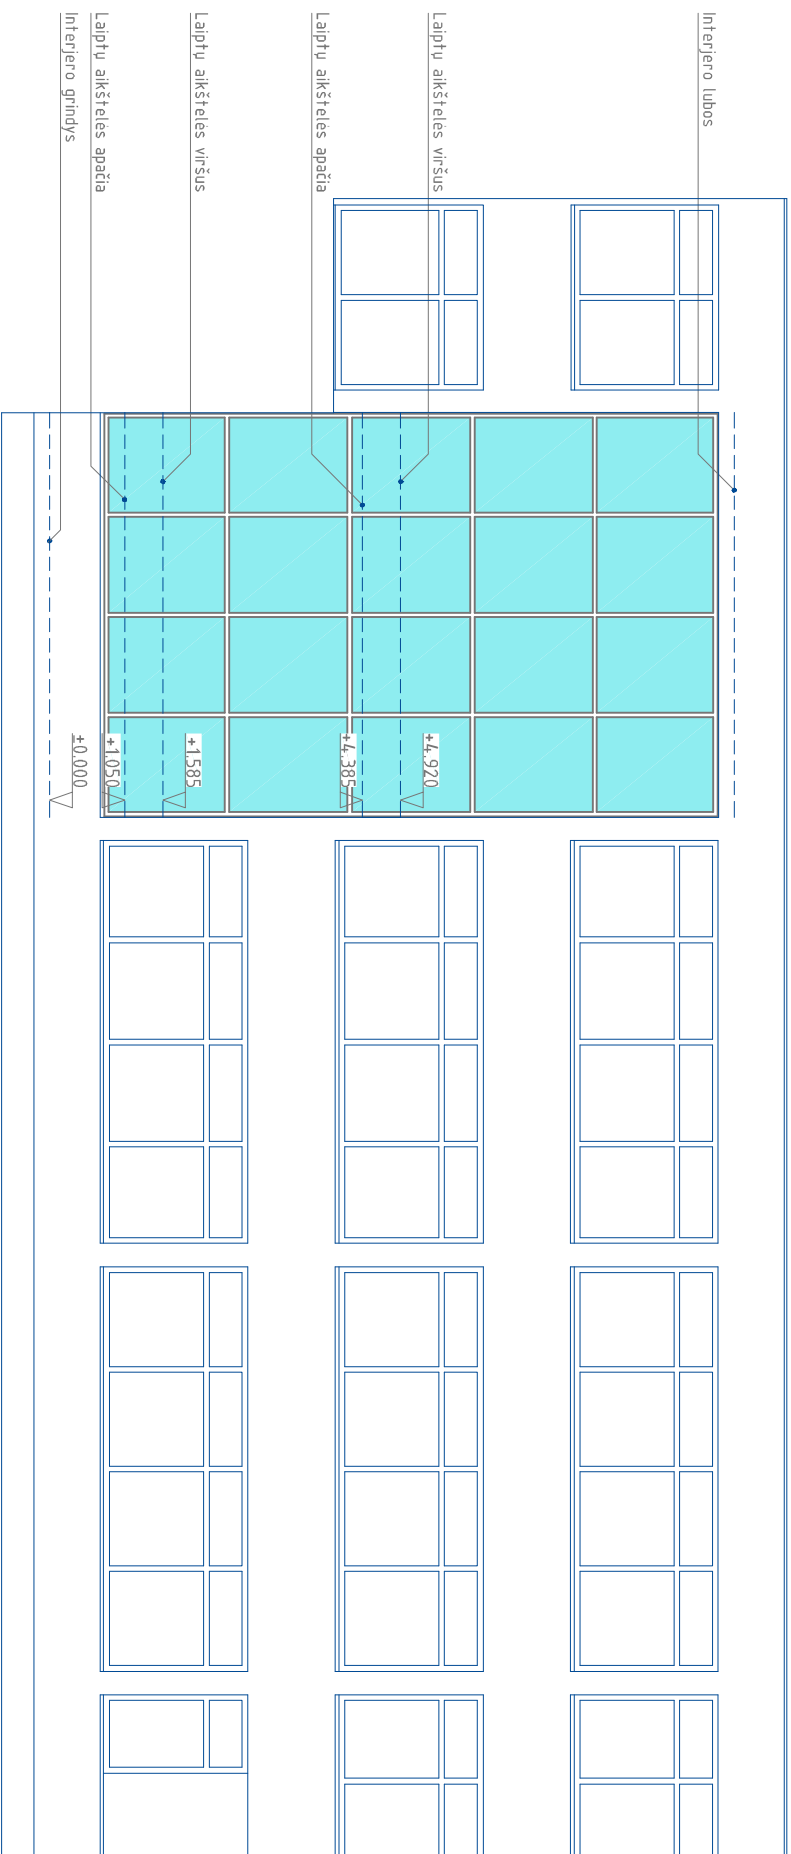 Interjero lubos
Laiptų aikštelės viršus
Laiptų aikštelės apačia
Laiptų aikštelės viršus
Laiptų aikštelės apačia
Interjero grindys
+4.920
+4.385
+1.585
+1.050
±0.000